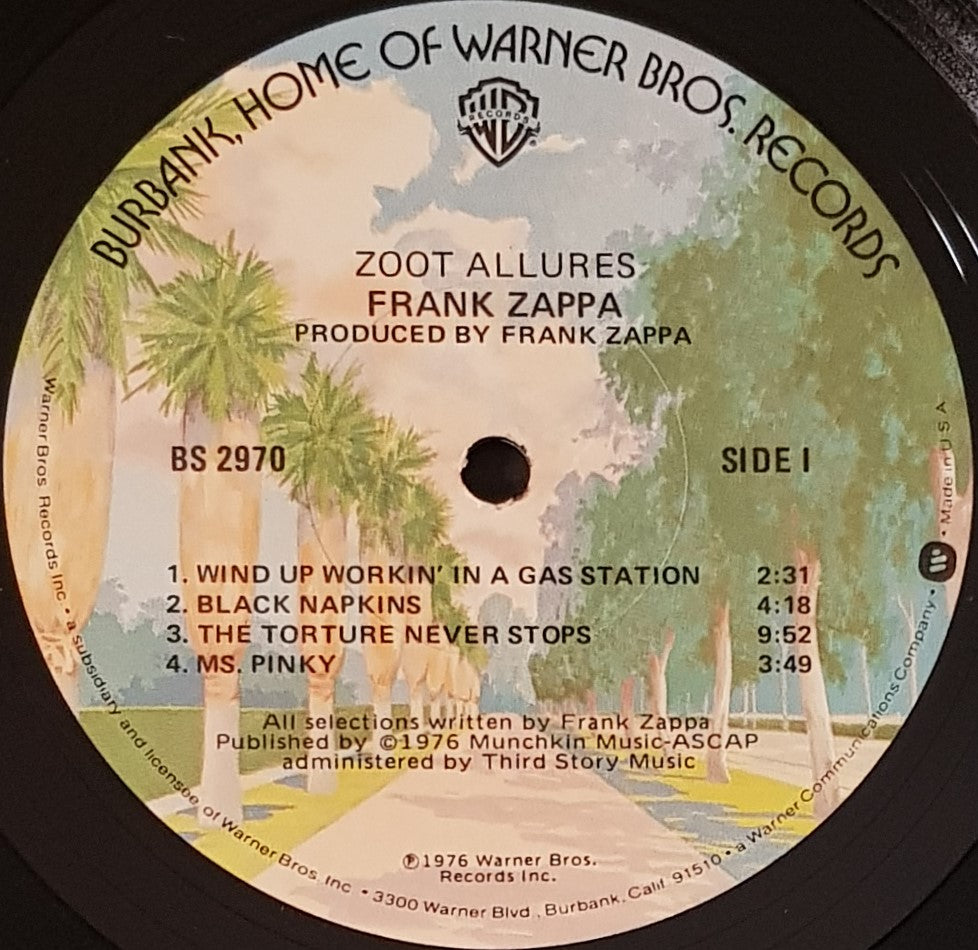 BURBANK, HOME OF WARNER BROS. RECORDS
W B
RECORDS
ZOOT ALLURES
FRANK ZAPPA
PRODUCED BY FRANK ZAPPA
BS 2970
SIDE I
1. WIND UP WORKIN' IN A GAS STATION 2:31
2. BLACK NAPKINS 4:18
3. THE TORTURE NEVER STOPS 9:52
4. MS. PINKY 3:49
All selections written by Frank Zappa
Published by ©1976 Munchkin Music-ASCAP
administered by Third Story Music
℗1976 Warner Bros.
Records Inc.
Warner Bros. Records Inc. • a subsidiary and licensee of Warner Bros. Inc. • 3300 Warner Blvd., Burbank, Calif. 91510 • a Warner Communications Company • Made in U S A